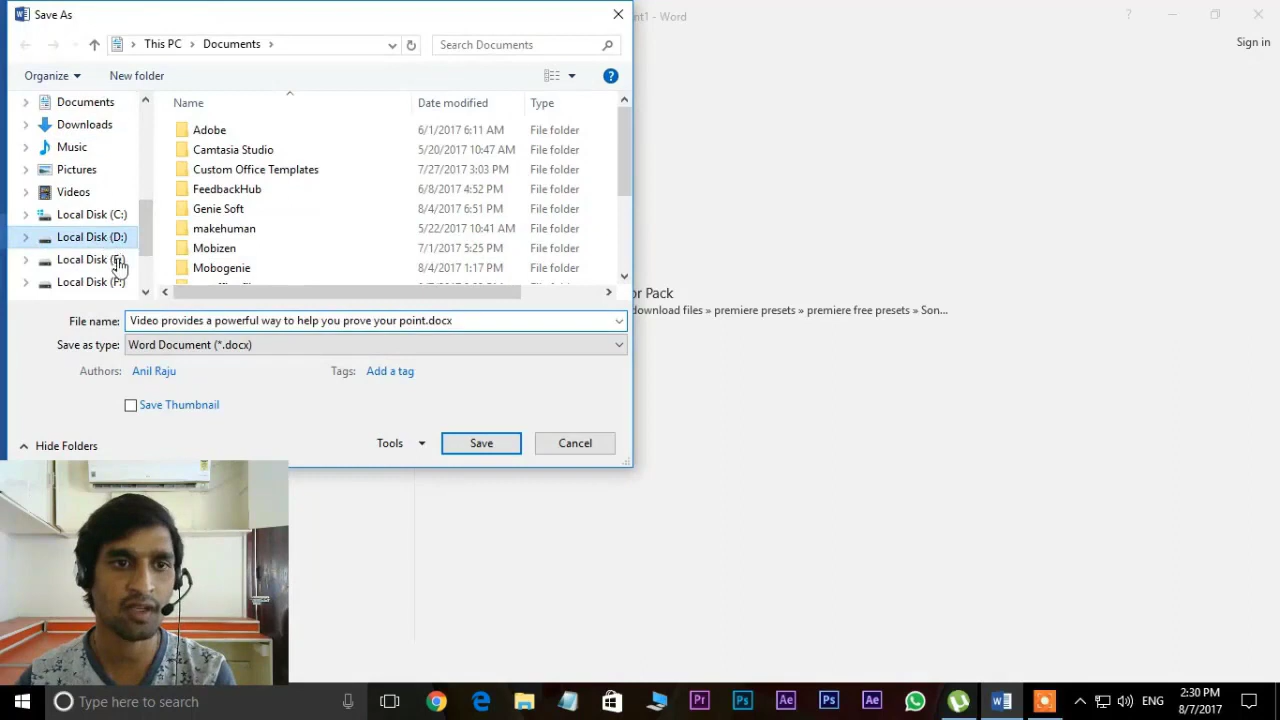 Save As
nt1 - Word
Sign in
This PC
Documents
Search Documents
Organize
New folder
Name
Date modified
Type
Documents
Downloads
Music
Pictures
Videos
Local Disk (C:)
Local Disk (D:)
Local Disk
Local Disk (F:)
Adobe 6/1/2017 6:11 AM File folder
Camtasia Studio 5/20/2017 10:47 AM File folder
Custom Office Templates 7/27/2017 3:03 PM File folder
FeedbackHub 6/8/2017 4:52 PM File folder
Genie Soft 8/4/2017 6:51 PM File folder
makehuman 5/22/2017 10:41 AM File folder
Mobizen 7/1/2017 5:25 PM File folder
Mobogenie 8/4/2017 1:17 PM File folder
or Pack
download files » premiere presets » premiere free presets » Son...
File name: Video provides a powerful way to help you prove your point.docx
Save as type: Word Document (*.docx)
Authors: Anil Raju
Tags: Add a tag
Save Thumbnail
Hide Folders
Tools
Save
Cancel
Type here to search
Pr
Ps
Ae
Ps
Ae
ENG
2:30 PM
8/7/2017